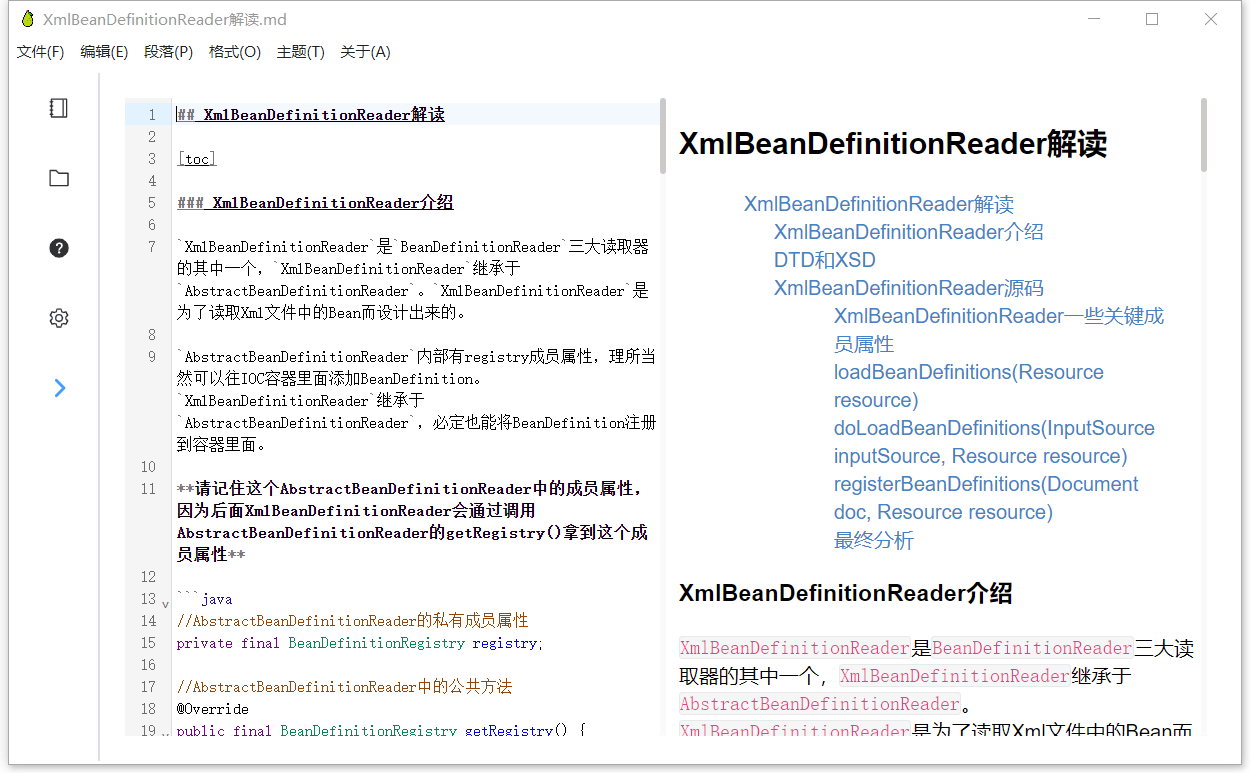 XmlBeanDefinitionReader解读.md
文件(F) 编辑(E) 段落(P) 格式(O) 主题(T) 关于(A)
1 ## XmlBeanDefinitionReader解读
2
3 [toc]
4
5 ### XmlBeanDefinitionReader介绍
6
7 `XmlBeanDefinitionReader`是`BeanDefinitionReader`三大读取器
的其中一个，`XmlBeanDefinitionReader`继承于
`AbstractBeanDefinitionReader`。`XmlBeanDefinitionReader`是
为了读取Xml文件中的Bean而设计出来的。
8
9 `AbstractBeanDefinitionReader`内部有registry成员属性，理所当
然可以往IOC容器里面添加BeanDefinition。
`XmlBeanDefinitionReader`继承于
`AbstractBeanDefinitionReader`，必定也能将BeanDefinition注册
到容器里面。
10
11 **请记住这个AbstractBeanDefinitionReader中的成员属性，
因为后面XmlBeanDefinitionReader会通过调用
AbstractBeanDefinitionReader的getRegistry()拿到这个成
员属性**
12
13 ```java
14 //AbstractBeanDefinitionReader的私有成员属性
15 private final BeanDefinitionRegistry registry;
16
17 //AbstractBeanDefinitionReader中的公共方法
18 @Override
19 public final BeanDefinitionRegistry getRegistry() {
XmlBeanDefinitionReader解读
XmlBeanDefinitionReader解读
XmlBeanDefinitionReader介绍
DTD和XSD
XmlBeanDefinitionReader源码
XmlBeanDefinitionReader一些关键成
员属性
loadBeanDefinitions(Resource
resource)
doLoadBeanDefinitions(InputSource
inputSource, Resource resource)
registerBeanDefinitions(Document
doc, Resource resource)
最终分析
XmlBeanDefinitionReader介绍
XmlBeanDefinitionReader是BeanDefinitionReader三大读
取器的其中一个，XmlBeanDefinitionReader继承于
AbstractBeanDefinitionReader。
XmlBeanDefinitionReader是为了读取Xml文件中的Bean而